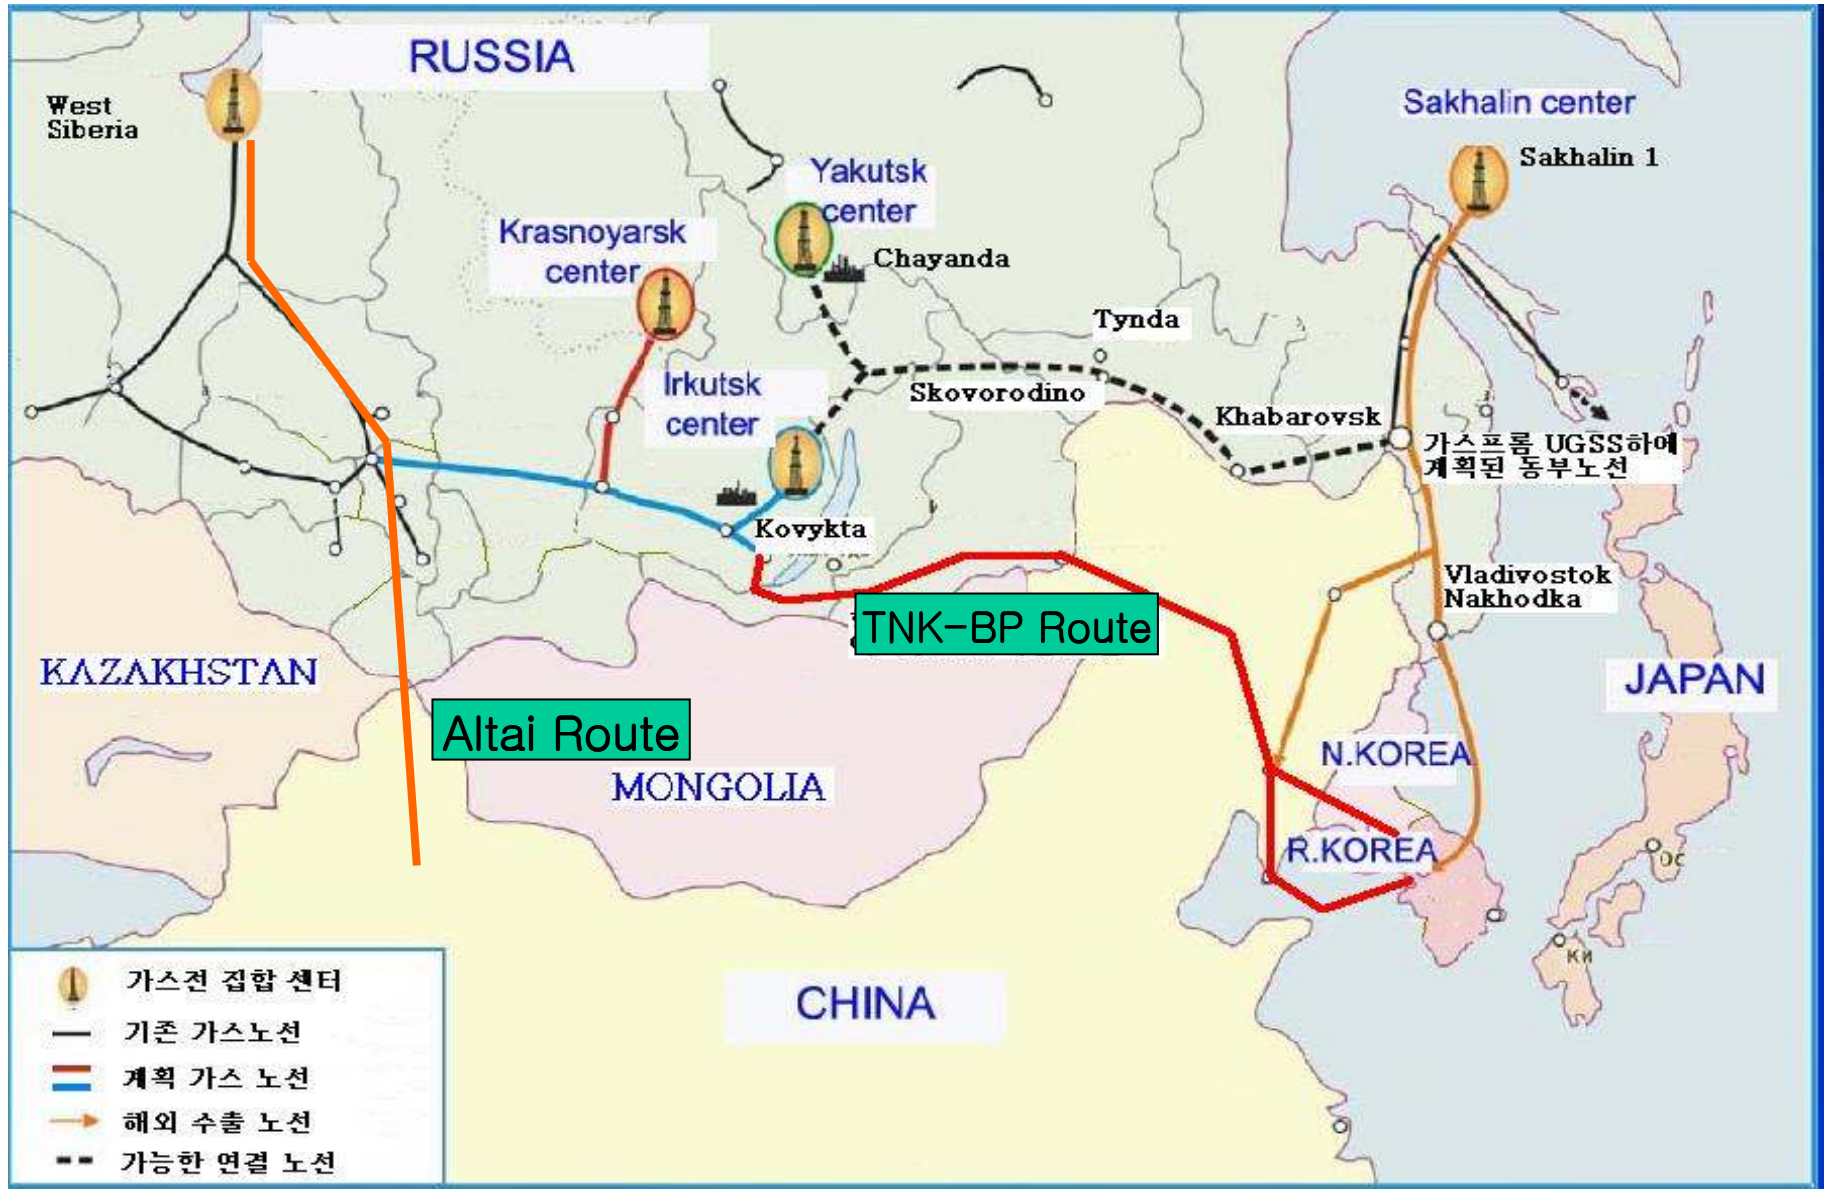 RUSSIA
West
Siberia
Sakhalin center
Sakhalin 1
Yakutsk
center
Chayanda
Krasnoyarsk
center
Tynda
Irkutsk
center
Skovorodino
Khabarovsk
가스프롬 UGSS하에
계획된 동부노선
Kovykta
Vladivostok
Nakhodka
TNK-BP Route
KAZAKHSTAN
JAPAN
Altai Route
N.KOREA
MONGOLIA
R.KOREA
ОС
КИ
CHINA
가스전 집합 센터
기존 가스노선
계획 가스 노선
해외 수출 노선
가능한 연결 노선